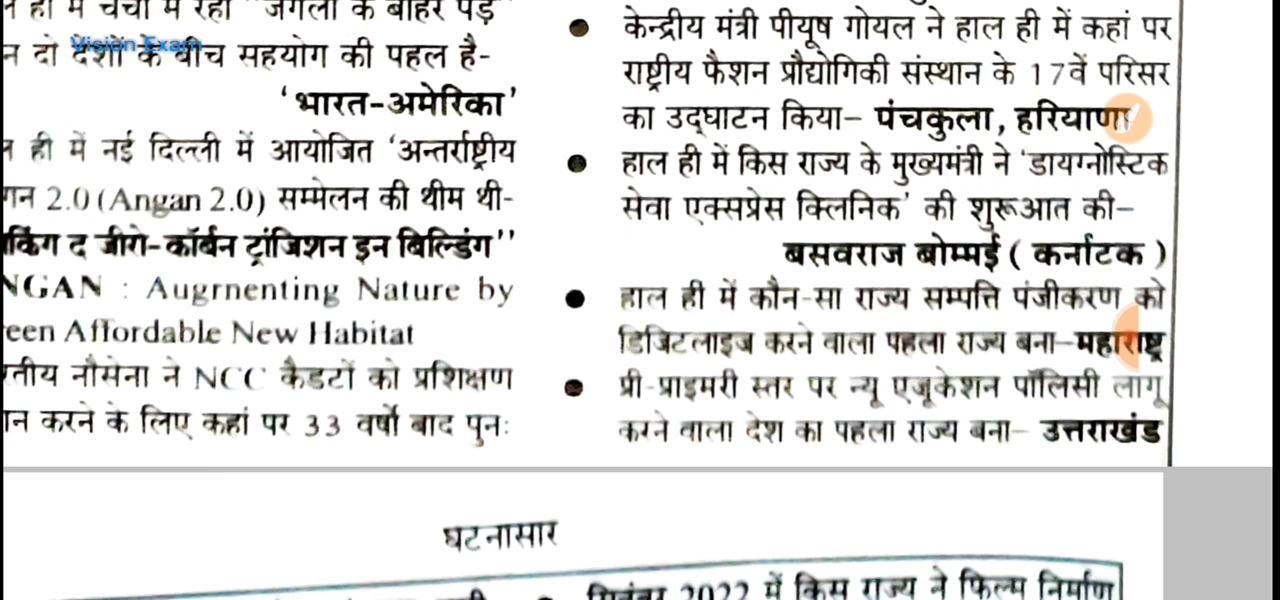 न हा में चर्चा में रहा "जंगलों के बाहर पेड़"
Vision Exam
न दो देशों के बीच सहयोग की पहल है-
'भारत-अमेरिका'
ही में नई दिल्ली में आयोजित 'अन्तर्राष्ट्रीय
गन 2.0 (Angan 2.0) सम्मेलन की थीम थी-
किंग द जीरो-कॉर्बन ट्रांजिशन इन बिल्डिंग''
NGAN : Augrnenting Nature by
een Affordable New Habitat
तीय नौसेना ने NCC कैडटों को प्रशिक्षण
न करने के लिए कहां पर 33 वर्षों बाद पुनः
● केन्द्रीय मंत्री पीयूष गोयल ने हाल ही में कहां पर
राष्ट्रीय फैशन प्रौद्योगिकी संस्थान के 17वें परिसर
का उद्घाटन किया– पंचकुला, हरियाणा
● हाल ही में किस राज्य के मुख्यमंत्री ने 'डायग्नोस्टिक
सेवा एक्सप्रेस क्लिनिक' की शुरूआत की–
बसवराज बोम्मई ( कर्नाटक )
● हाल ही में कौन-सा राज्य सम्पत्ति पंजीकरण को
डिजिटलाइज करने वाला पहला राज्य बना–महाराष्ट्र
● प्री-प्राइमरी स्तर पर न्यू एजूकेशन पॉलिसी लागू
करने वाला देश का पहला राज्य बना– उत्तराखंड
घटनासार
● सितंबर 2022 में किस राज्य ने फिल्म निर्माण